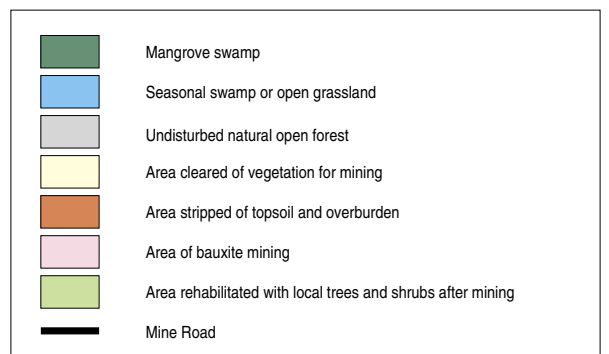 Mangrove swamp
Seasonal swamp or open grassland
Undisturbed natural open forest
Area cleared of vegetation for mining
Area stripped of topsoil and overburden
Area of bauxite mining
Area rehabilitated with local trees and shrubs after mining
Mine Road